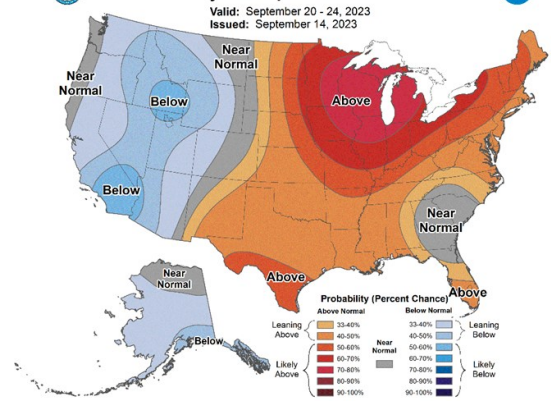 Valid: September 20 - 24, 2023
Issued: September 14, 2023
Near
Normal
Near
Normal
Below
Above
Below
Near
Normal
Above
Above
Near
Normal
Below
Probability (Percent Chance)
Above Normal
Below Normal
Leaning
Above
33-40%
40-50%
Likely
Above
50-60%
60-70%
70-80%
80-90%
90-100%
Near
Normal
33-40%
40-50%
Leaning
Below
50-60%
60-70%
70-80%
80-90%
90-100%
Likely
Below